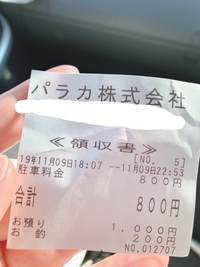 パラカ株式会社
≪領収書≫
[NO. 5]
19年11月09日18:07 --11月09日22:53
駐車料金 800円
合計 800円
お預り 1,000円
お釣 200円
NO.012707